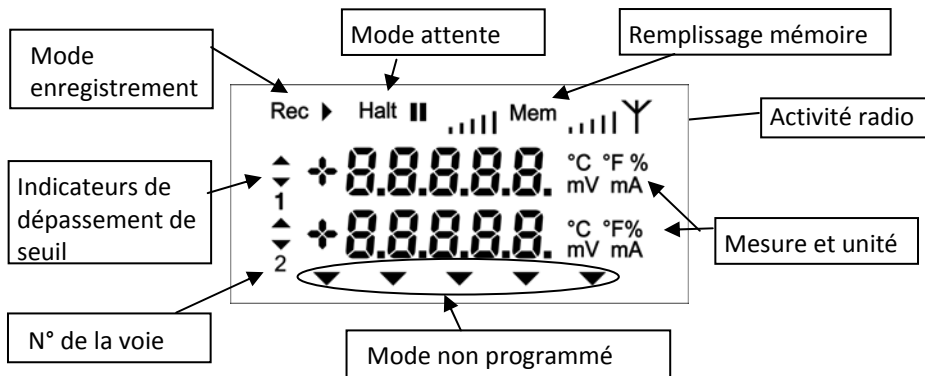 Mode attente
Remplissage mémoire
Mode
enregistrement
Rec Halt Mem
Activité radio
Indicateurs de
dépassement de
seuil
8.8.8.8.8. °C °F %
mV mA
1
8.8.8.8.8. °C °F%
mV mA
2
Mesure et unité
N° de la voie
Mode non programmé